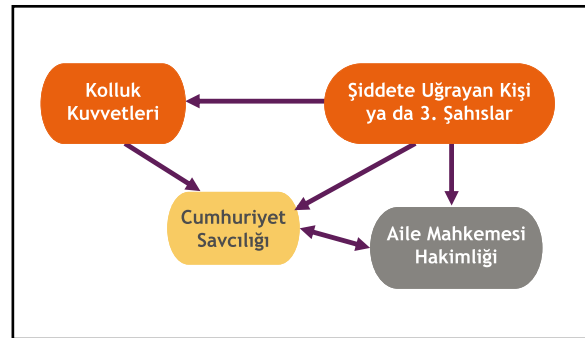 Kolluk
Kuvvetleri
Şiddete Uğrayan Kişi
ya da 3. Şahıslar
Cumhuriyet
Savcılığı
Aile Mahkemesi
Hakimliği